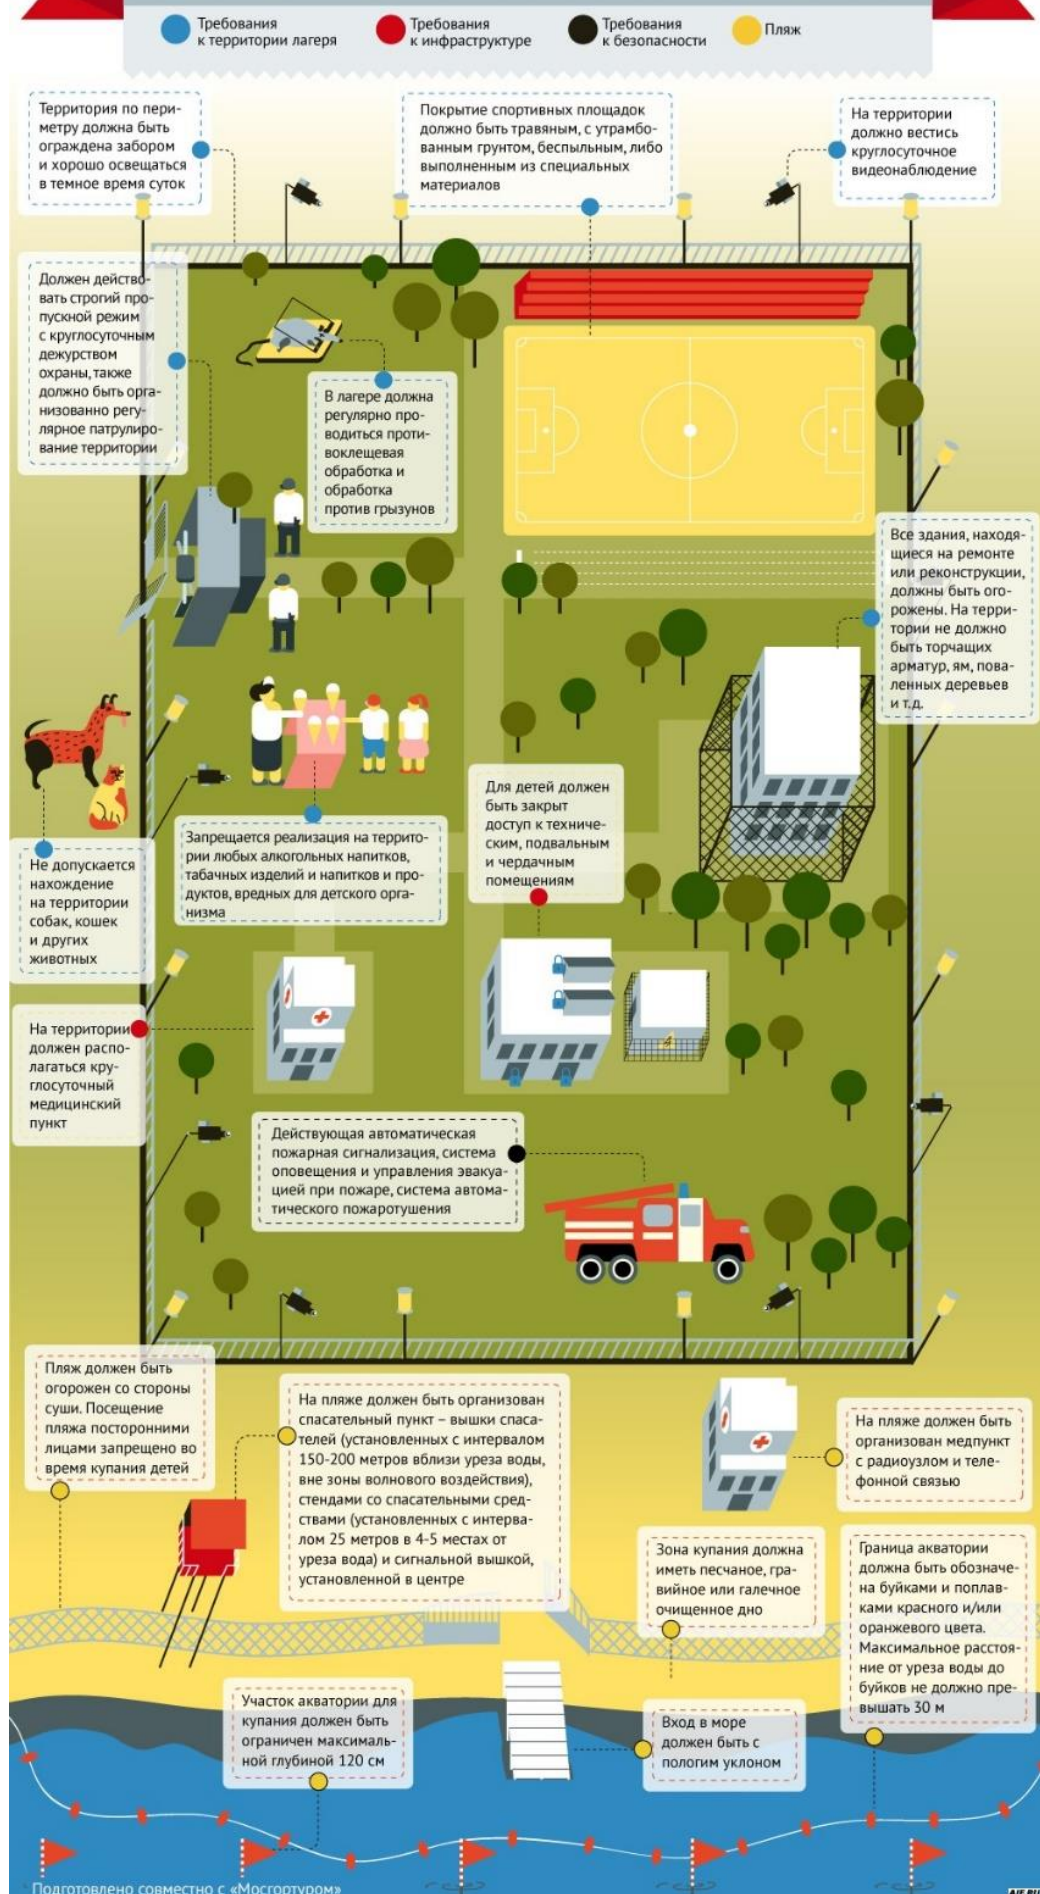 Требования
к территории лагеря
Требования
к инфраструктуре
Требования
к безопасности
Пляж
Территория по пери-
метру должна быть
ограждена забором
и хорошо освещаться
в темное время суток
Покрытие спортивных площадок
должно быть травяным, с утрамбо-
ванным грунтом, беспыльным, либо
выполненным из специальных
материалов
На территории
должно вестись
круглосуточное
видеонаблюдение
Должен действо-
вать строгий про-
пускной режим
с круглосуточным
дежурством
охраны, также
должно быть орга-
низованно регу-
лярное патрулиро-
вание территории
В лагере должна
регулярно про-
водиться проти-
воклещевая
обработка и
обработка
против грызунов
Все здания, находя-
щиеся на ремонте
или реконструкции,
должны быть ого-
рожены. На терри-
тории не должно
быть торчащих
арматур, ям, пова-
ленных деревьев
и т.д.
Для детей должен
быть закрыт
доступ к техниче-
ским, подвальным
и чердачным
помещениям
Запрещается реализация на террито-
рии любых алкогольных напитков,
табачных изделий и напитков и про-
дуктов, вредных для детского орга-
низма
Не допускается
нахождение
на территории
собак, кошек
и других
животных
На территории
должен распо-
лагаться кру-
глосуточный
медицинский
пункт
Действующая автоматическая
пожарная сигнализация, система
оповещения и управления эвакуа-
цией при пожаре, система автома-
тического пожаротушения
Пляж должен быть
огорожен со стороны
суши. Посещение
пляжа посторонними
лицами запрещено во
время купания детей
На пляже должен быть организован
спасательный пункт – вышки спаса-
телей (установленных с интервалом
150-200 метров вблизи уреза воды,
вне зоны волнового воздействия),
стендами со спасательными сред-
ствами (установленных с интерва-
лом 25 метров в 4-5 местах от
уреза вода) и сигнальной вышкой,
установленной в центре
На пляже должен быть
организован медпункт
с радиоузлом и теле-
фонной связью
Зона купания должна
иметь песчаное, гра-
вийное или галечное
очищенное дно
Граница акватории
должна быть обозначе-
на буйками и поплав-
ками красного и/или
оранжевого цвета.
Максимальное расстоя-
ние от уреза воды до
буйков не должно пре-
вышать 30 м
Участок акватории для
купания должен быть
ограничен максималь-
ной глубиной 120 см
Вход в море
должен быть с
пологим уклоном
Подготовлено совместно с «Мосгортуром»
AIF.RU